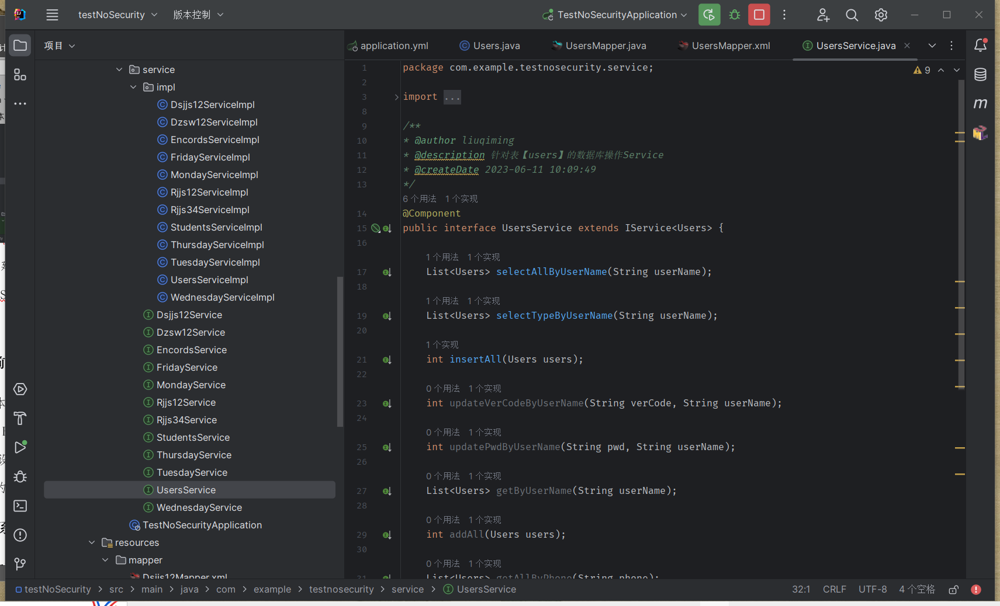 testNoSecurity 版本控制 TestNoSecurityApplication
项目
application.yml Users.java UsersMapper.java UsersMapper.xml UsersService.java
service
impl
Dsjjs12ServiceImpl
Dzsw12ServiceImpl
EncordsServiceImpl
FridayServiceImpl
MondayServiceImpl
Rjjs12ServiceImpl
Rjjs34ServiceImpl
StudentsServiceImpl
ThursdayServiceImpl
TuesdayServiceImpl
UsersServiceImpl
WednesdayServiceImpl
Dsjjs12Service
Dzsw12Service
EncordsService
FridayService
MondayService
Rjjs12Service
Rjjs34Service
StudentsService
ThursdayService
TuesdayService
UsersService
WednesdayService
TestNoSecurityApplication
resources
mapper
Dsjjs12Mapper.xml
9
1 package com.example.testnosecurity.service;
2
3 import ...
8
9 /**
10 * @author liuqiming
11 * @description 针对表【users】的数据库操作Service
12 * @createDate 2023-06-11 10:09:49
13 */
6 个用法 1 个实现
14 @Component
15 public interface UsersService extends IService<Users> {
16
1 个用法 1 个实现
17 List<Users> selectAllByUserName(String userName);
18
1 个用法 1 个实现
19 List<Users> selectTypeByUserName(String userName);
20
1 个实现
21 int insertAll(Users users);
22
0 个用法 1 个实现
23 int updateVerCodeByUserName(String verCode, String userName);
24
0 个用法 1 个实现
25 int updatePwdByUserName(String pwd, String userName);
26
0 个用法 1 个实现
27 List<Users> getByUserName(String userName);
28
0 个用法 1 个实现
29 int addAll(Users users);
30
0 个用法 1 个实现
31 List<Users> getAllByPhone(String phone);
testNoSecurity > src > main > java > com > example > testnosecurity > service > UsersService 32:1 CRLF UTF-8 4 个空格